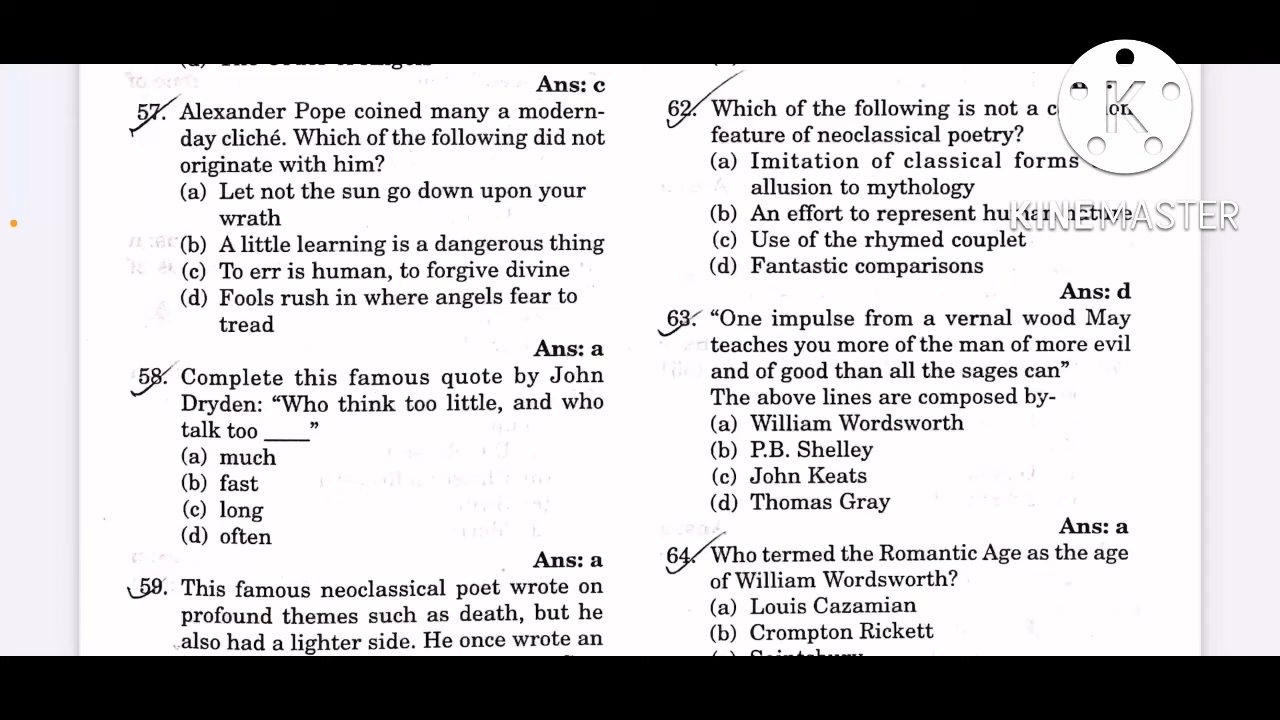 Ans: c
57. Alexander Pope coined many a modern-
day cliché. Which of the following did not
originate with him?
(a) Let not the sun go down upon your
wrath
(b) A little learning is a dangerous thing
(c) To err is human, to forgive divine
(d) Fools rush in where angels fear to
tread
Ans: a
58. Complete this famous quote by John
Dryden: “Who think too little, and who
talk too ____”
(a) much
(b) fast
(c) long
(d) often
Ans: a
59. This famous neoclassical poet wrote on
profound themes such as death, but he
also had a lighter side. He once wrote an
62. Which of the following is not a
feature of neoclassical poetry?
(a) Imitation of classical forms
allusion to mythology
(b) An effort to represent human nature
(c) Use of the rhymed couplet
(d) Fantastic comparisons
Ans: d
63. “One impulse from a vernal wood May
teaches you more of the man of more evil
and of good than all the sages can”
The above lines are composed by-
(a) William Wordsworth
(b) P.B. Shelley
(c) John Keats
(d) Thomas Gray
Ans: a
64. Who termed the Romantic Age as the age
of William Wordsworth?
(a) Louis Cazamian
(b) Crompton Rickett
K
KINEMASTER